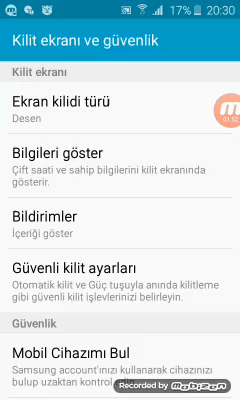 17% 20:30
Kilit ekranı ve güvenlik
Kilit ekranı
Ekran kilidi türü
Desen
01:32
Bilgileri göster
Çift saati ve sahip bilgilerini kilit ekranında
gösterir.
Bildirimler
İçeriği göster
Güvenli kilit ayarları
Otomatik kilit ve Güç tuşuyla anında kilitleme
gibi güvenli kilit işlevlerinizi belirleyin.
Güvenlik
Mobil Cihazımı Bul
Samsung account'ınızı kullanarak cihazınızı
bulup uzaktan kontrol
Recorded by Mobizen